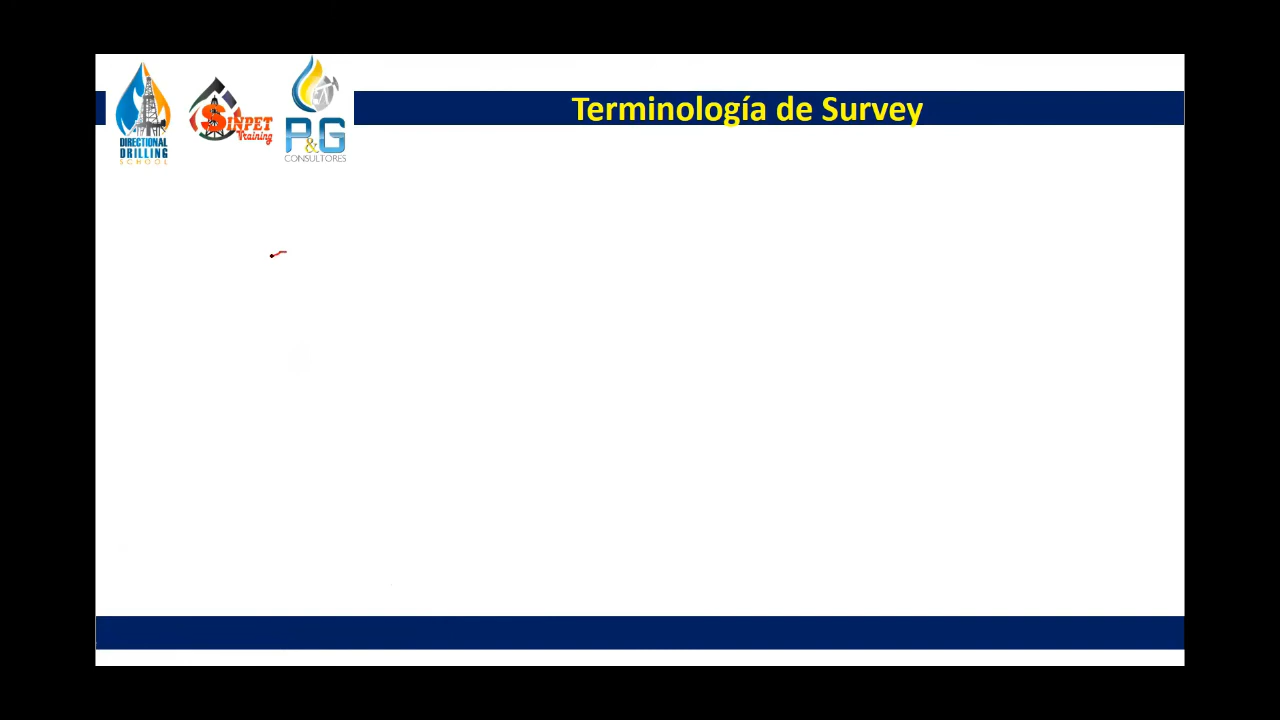 Terminología de Survey
DIRECTIONAL
DRILLING
SCHOOL
SINPET
Training
P&G
CONSULTORES